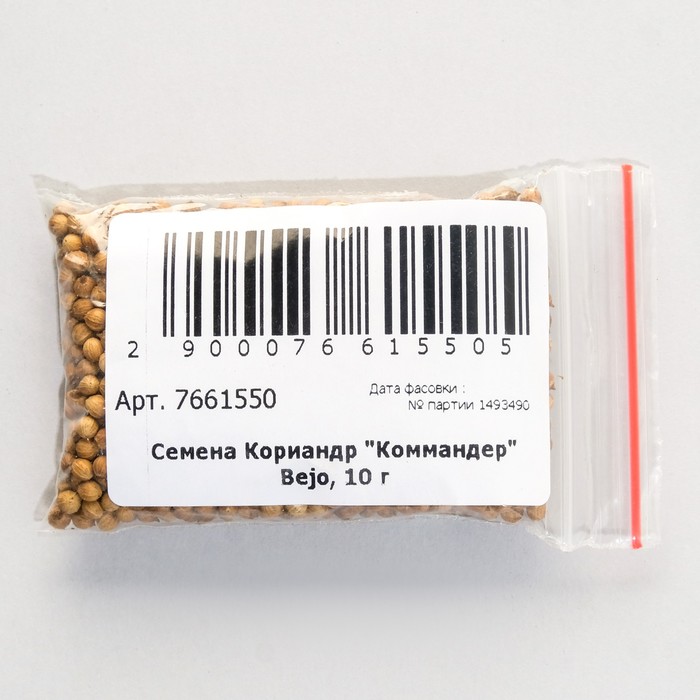 2 900076 615505
Арт. 7661550
Дата фасовки :
№ партии 1493490
Семена Кориандр "Коммандер"
Bejo, 10 г